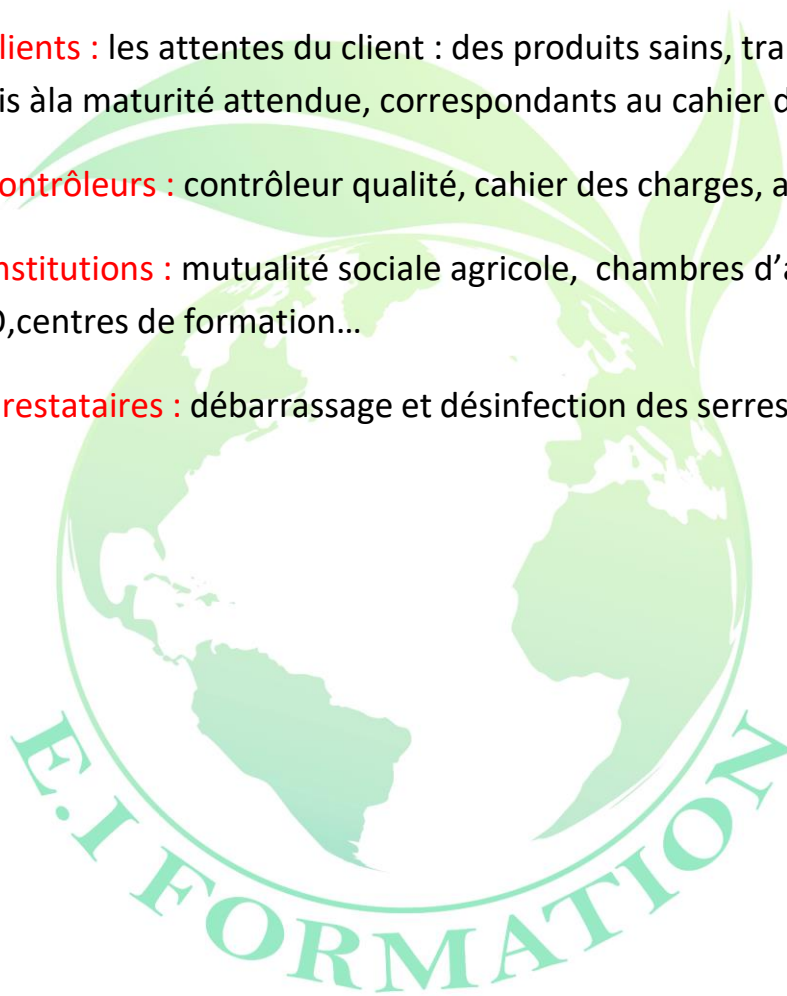 lients : les attentes du client : des produits sains, tra
is àla maturité attendue, correspondants au cahier d
ontrôleurs : contrôleur qualité, cahier des charges, a
nstitutions : mutualité sociale agricole, chambres d'a
,centres de formation…
restataires : débarrassage et désinfection des serres
E.I FORMATION